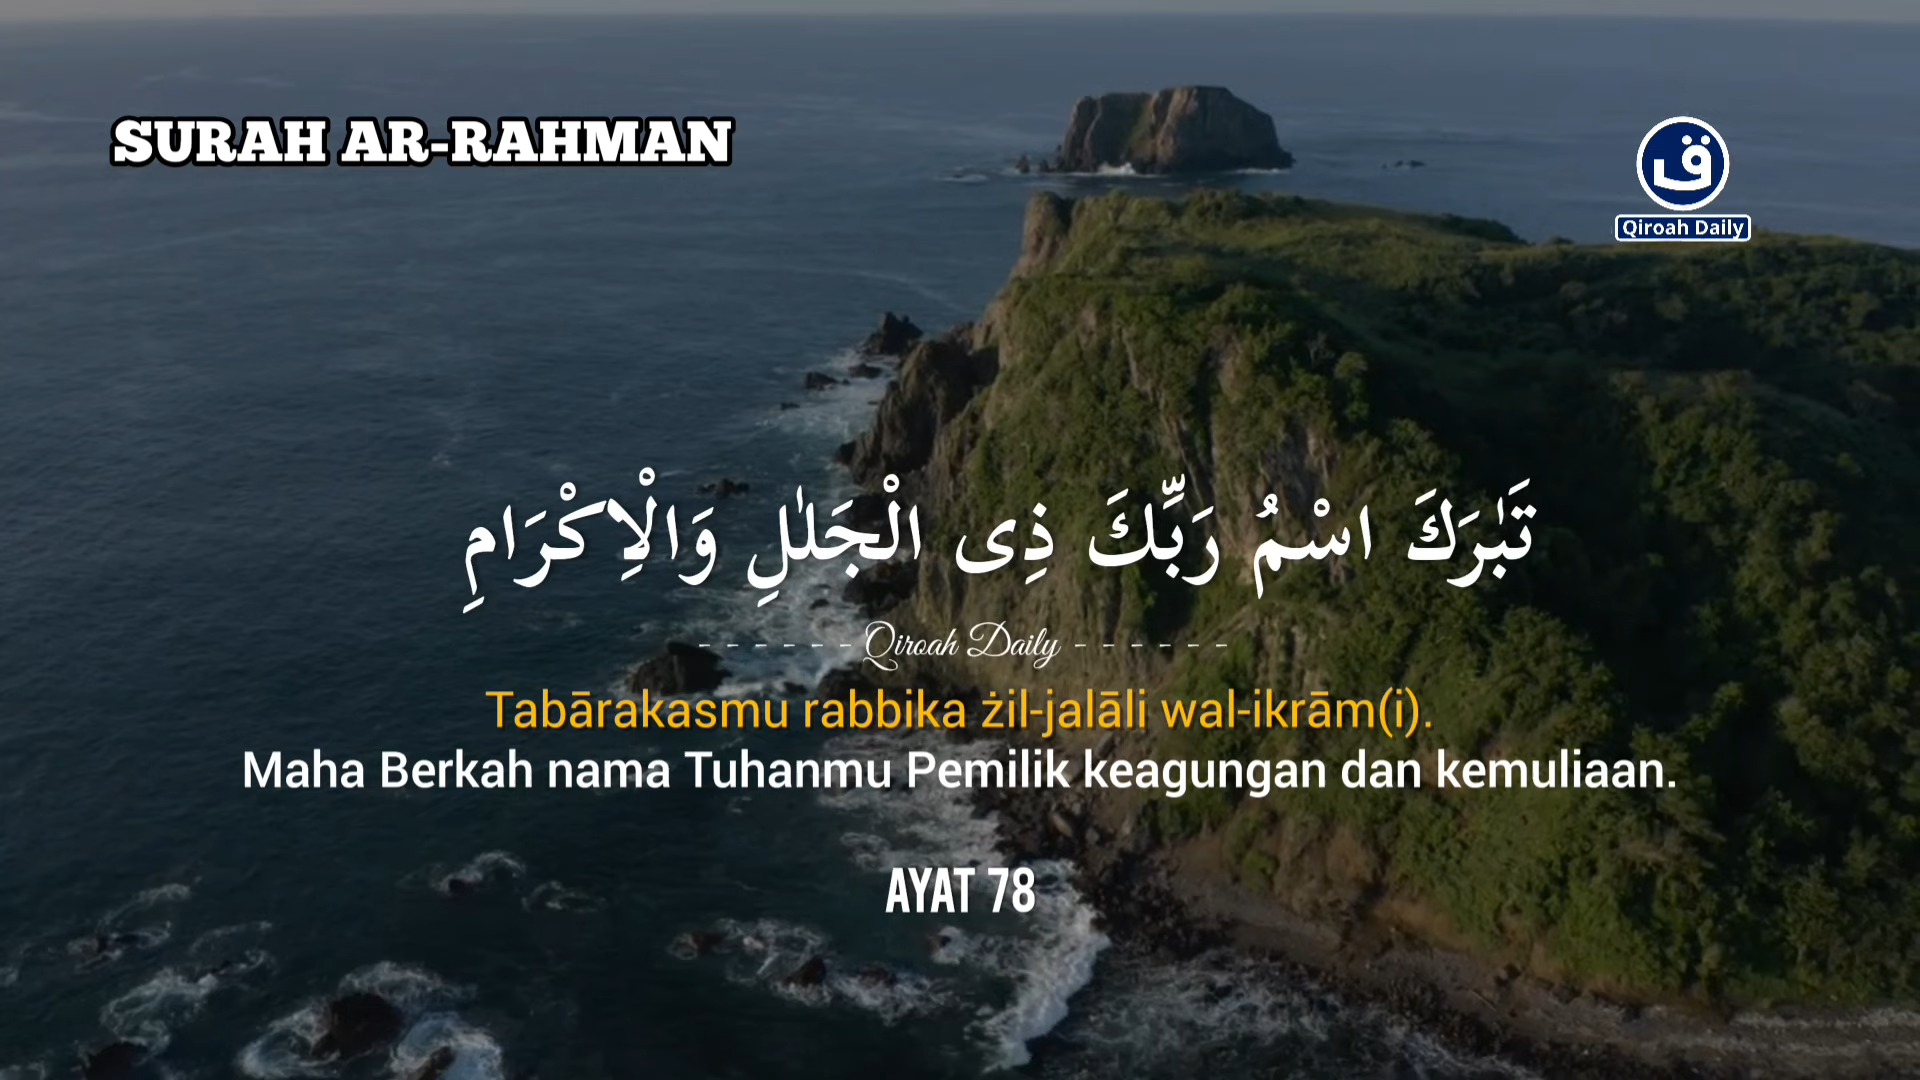 SURAH AR-RAHMAN
ق
Qiroah Daily
تَبٰرَكَ اسْمُ رَبِّكَ ذِى الْجَلٰلِ وَالْاِكْرَامِ
Qiroah Daily
Tabārakasmu rabbika żil-jalāli wal-ikrām(i).
Maha Berkah nama Tuhanmu Pemilik keagungan dan kemuliaan.
AYAT 78